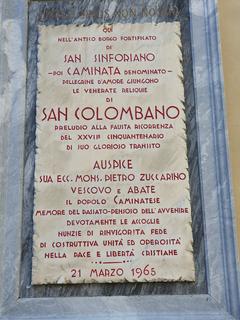 QUI
NELL'ANTICO BORGO FORTIFICATO
DI
SAN SINFORIANO
-POI CAMINATA DENOMINATO-
PELLEGRINE D'AMORE GIUNGONO
LE VENERATE RELIQUIE
DI
SAN COLOMBANO
PRELUDIO ALLA FAUSTA RICORRENZA
DEL XXVII° CINQUANTENARIO
DI SUO GLORIOSO TRANSITO
AUSPICE
SUA ECC. MONS. PIETRO ZUCCARINO
VESCOVO E ABATE
IL POPOLO CAMINATESE
MEMORE DEL PASSATO-PENSOSO DELL'AVVENIRE
DEVOTAMENTE LE ACCOGLIE
NUNZIE DI RINVIGORITA FEDE
DI COSTRUTTIVA UNITÀ ED OPEROSITÀ
NELLA PACE E LIBERTÀ CRISTIANE
21 MARZO 1965